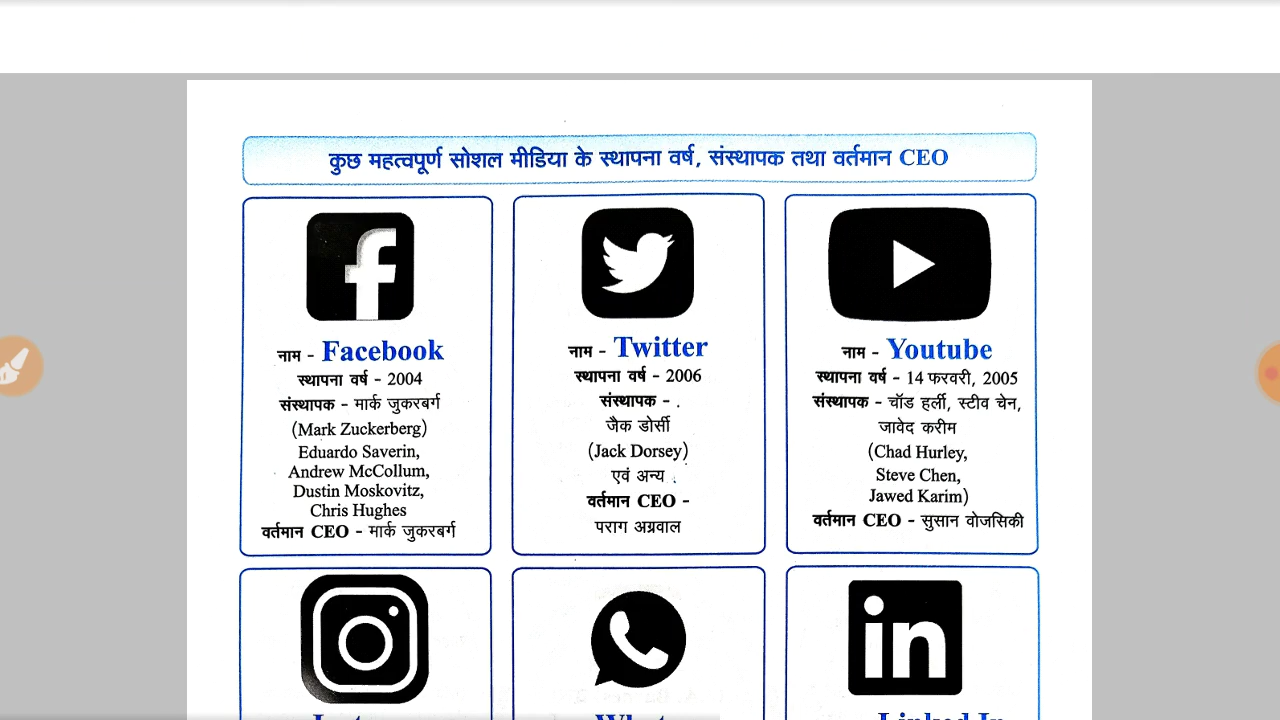 कुछ महत्वपूर्ण सोशल मीडिया के स्थापना वर्ष, संस्थापक तथा वर्तमान CEO
नाम - Facebook
स्थापना वर्ष - 2004
संस्थापक - मार्क जुकरबर्ग
(Mark Zuckerberg)
Eduardo Saverin,
Andrew McCollum,
Dustin Moskovitz,
Chris Hughes
वर्तमान CEO - मार्क जुकरबर्ग
नाम - Twitter
स्थापना वर्ष - 2006
संस्थापक -
जैक डोर्सी
(Jack Dorsey)
एवं अन्य
वर्तमान CEO -
पराग अग्रवाल
नाम - Youtube
स्थापना वर्ष - 14 फरवरी, 2005
संस्थापक - चॉड हर्ली, स्टीव चेन,
जावेद करीम
(Chad Hurley,
Steve Chen,
Jawed Karim)
वर्तमान CEO - सुसान वोजसिकी
in
Linked In